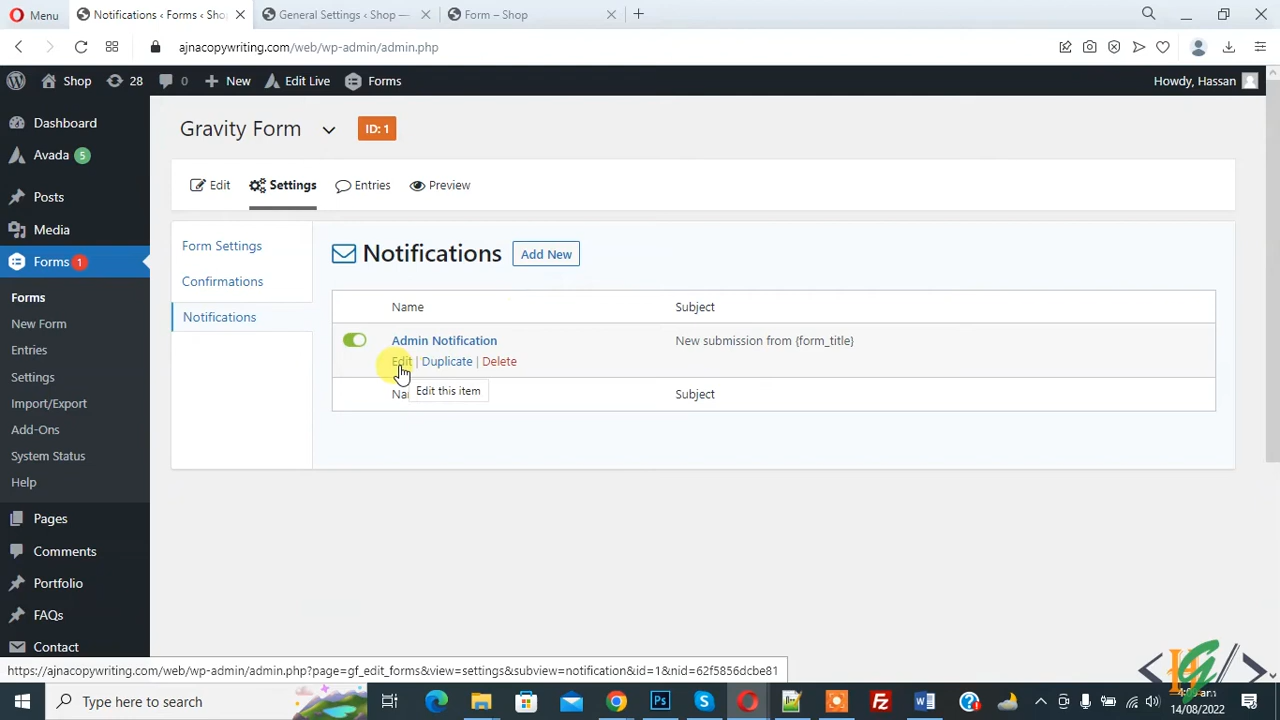 Menu
Notifications ‹ Forms ‹ Sho
General Settings ‹ Shop —
Form – Shop
ajnacopywriting.com/web/wp-admin/admin.php
Shop
28
0
New
Edit Live
Forms
Howdy, Hassan
Dashboard
Avada 5
Posts
Media
Forms 1
Forms
New Form
Entries
Settings
Import/Export
Add-Ons
System Status
Help
Pages
Comments
Portfolio
FAQs
Contact
Gravity Form
ID: 1
Edit
Settings
Entries
Preview
Form Settings
Confirmations
Notifications
Notifications
Add New
Name
Subject
Admin Notification
New submission from {form_title}
Edit | Duplicate | Delete
Edit this item
Subject
https://ajnacopywriting.com/web/wp-admin/admin.php?page=gf_edit_forms&view=settings&subview=notification&id=1&nid=62f5856dcbe81
Type here to search
14/08/2022